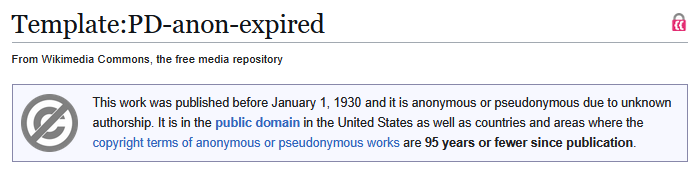 Template:PD-anon-expired
From Wikimedia Commons, the free media repository
This work was published before January 1, 1930 and it is anonymous or pseudonymous due to unknown
authorship. It is in the public domain in the United States as well as countries and areas where the
copyright terms of anonymous or pseudonymous works are 95 years or fewer since publication.